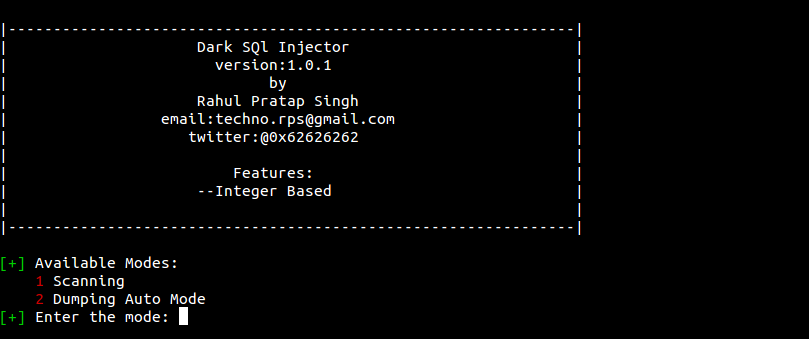 |---------------------------------------------------------------|
Dark SQl Injector
version:1.0.1
by
Rahul Pratap Singh
email:techno.rps@gmail.com
twitter:@0x62626262
Features:
--Integer Based
|---------------------------------------------------------------|
[+] Available Modes:
1 Scanning
2 Dumping Auto Mode
[+] Enter the mode: